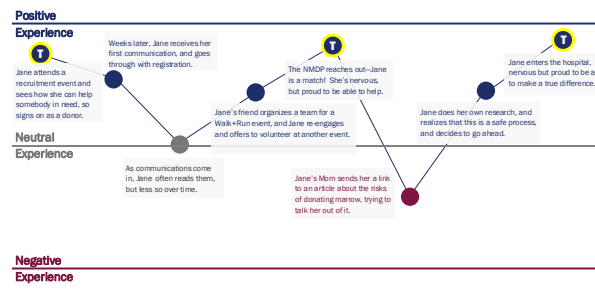 Positive
Experience
T
Jane attends a
recruitment event and
sees how she can help
somebody in need, so
signs on as a donor.
Weeks later, Jane receives her
first communication, and goes
through with registration.
As communications come
in, Jane often reads them,
but less so over time.
Jane's friend organizes a team for a
Walk+Run event, and Jane re-engages
and offers to volunteer at another event.
T
The NMDP reaches out—Jane
is a match! She's nervous,
but proud to be able to help.
Jane's Mom sends her a link
to an article about the risks
of donating marrow, trying to
talk her out of it.
Jane does her own research, and
realizes that this is a safe process,
and decides to go ahead.
T
Jane enters the hospital,
nervous but proud to be a
to make a true difference.
Neutral
Experience
Negative
Experience